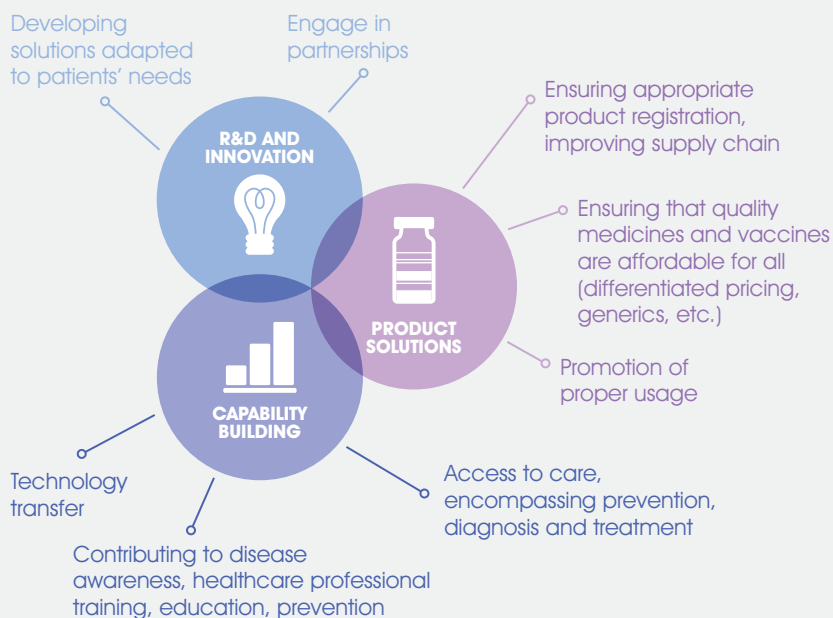 Developing
solutions adapted
to patients’ needs
Engage in
partnerships
R&D AND
INNOVATION
Ensuring appropriate
product registration,
improving supply chain
Ensuring that quality
medicines and vaccines
are affordable for all
(differentiated pricing,
generics, etc.)
PRODUCT
SOLUTIONS
Promotion of
proper usage
CAPABILITY
BUILDING
Technology
transfer
Access to care,
encompassing prevention,
diagnosis and treatment
Contributing to disease
awareness, healthcare professional
training, education, prevention